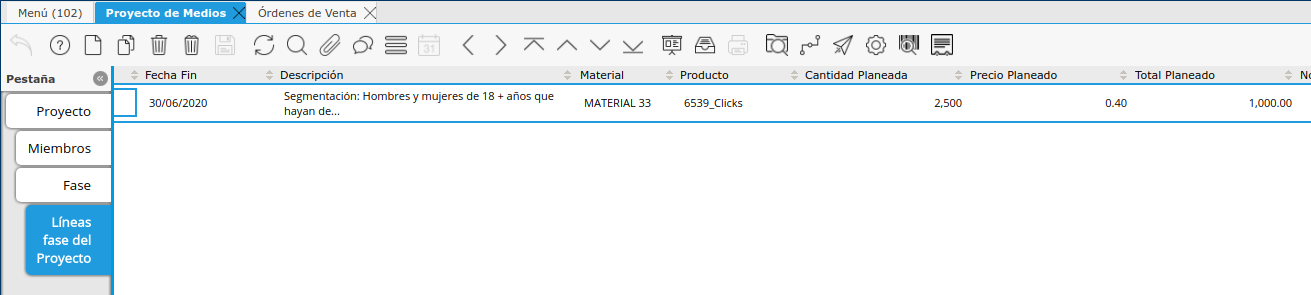 Menú (102) Proyecto de Medios Órdenes de Venta
31
Pestaña Fecha Fin Descripción Material Producto Cantidad Planeada Precio Planeado Total Planeado No
Proyecto
Miembros
Fase
Líneas
fase del
Proyecto
30/06/2020 Segmentación: Hombres y mujeres de 18 + años que
hayan de... MATERIAL 33 6539_Clicks 2,500 0.40 1,000.00